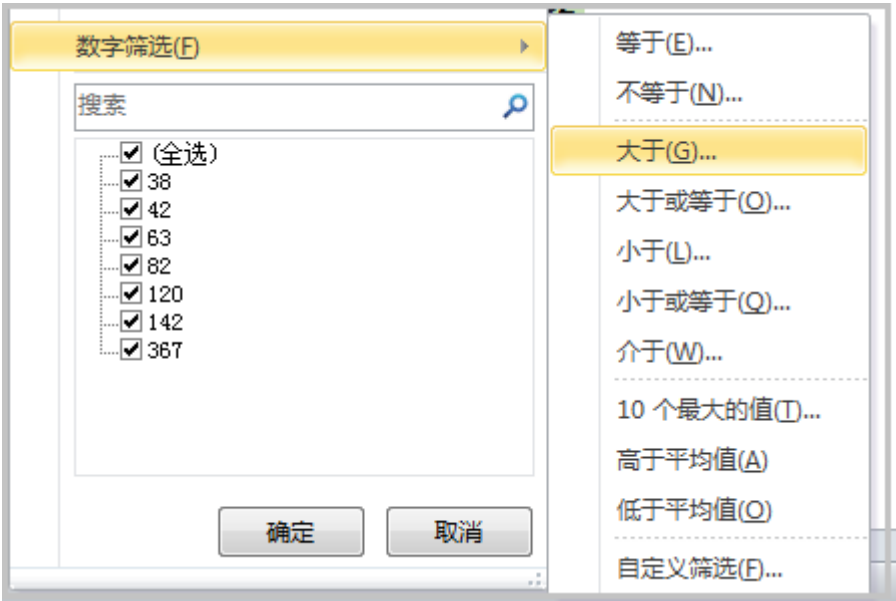 数字筛选(F)
搜索
(全选)
38
42
63
82
120
142
367
确定
取消
等于(E)...
不等于(N)...
大于(G)...
大于或等于(O)...
小于(L)...
小于或等于(Q)...
介于(W)...
10 个最大的值(T)...
高于平均值(A)
低于平均值(O)
自定义筛选(F)...